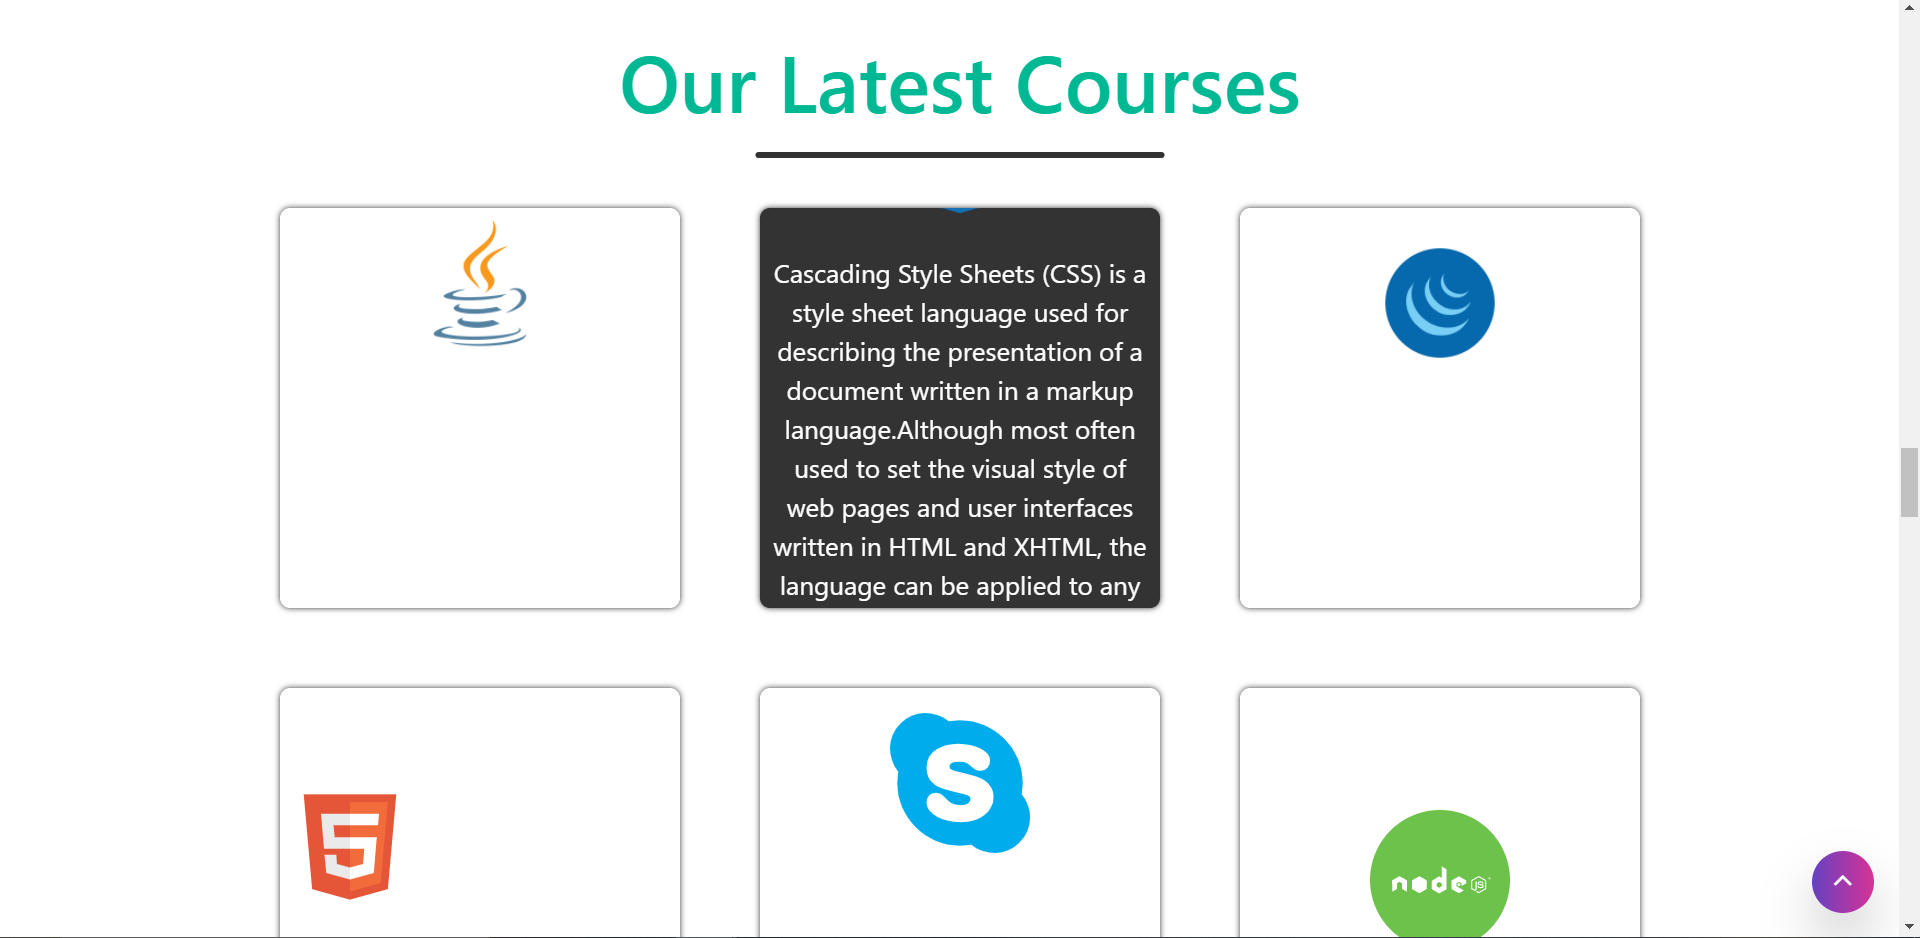 Our Latest Courses
Cascading Style Sheets (CSS) is a
style sheet language used for
describing the presentation of a
document written in a markup
language.Although most often
used to set the visual style of
web pages and user interfaces
written in HTML and XHTML, the
language can be applied to any
5
S
node JS